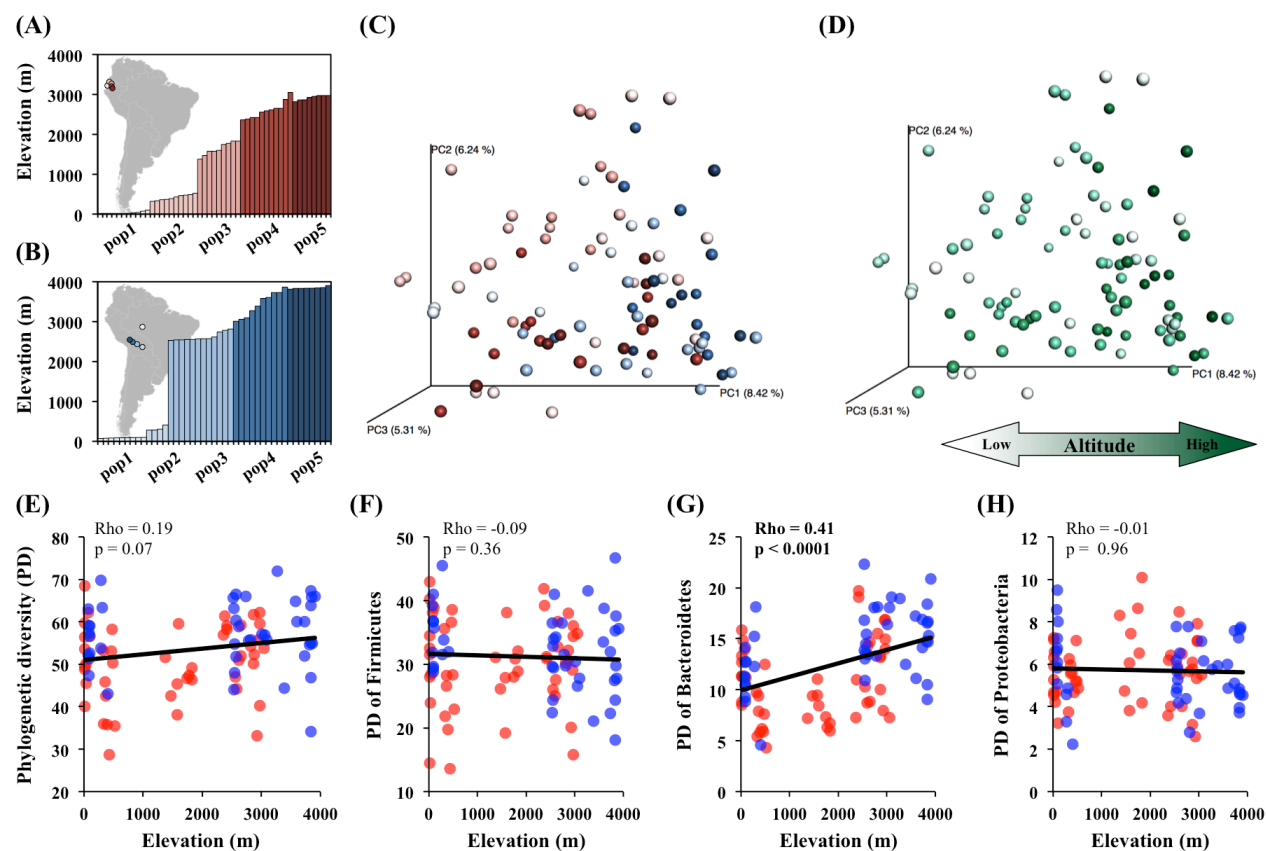 (A)
Elevation (m)
4000
3000
2000
1000
0
pop1
pop2
pop3
pop4
pop5
(B)
Elevation (m)
4000
3000
2000
1000
0
pop1
pop2
pop3
pop4
pop5
(C)
PC2 (6.24 %)
PC1 (8.42 %)
PC3 (5.31 %)
(D)
PC2 (6.24 %)
PC1 (8.42 %)
PC3 (5.31 %)
Low Altitude High
(E)
Rho = 0.19
p = 0.07
Phylogenetic diversity (PD)
80
70
60
50
40
30
20
0 1000 2000 3000 4000
Elevation (m)
(F)
Rho = -0.09
p = 0.36
PD of Firmicutes
50
40
30
20
10
0 1000 2000 3000 4000
Elevation (m)
(G)
Rho = 0.41
p < 0.0001
PD of Bacteroidetes
25
20
15
10
5
0
0 1000 2000 3000 4000
Elevation (m)
(H)
Rho = -0.01
p = 0.96
PD of Proteobacteria
12
10
8
6
4
2
0
0 1000 2000 3000 4000
Elevation (m)